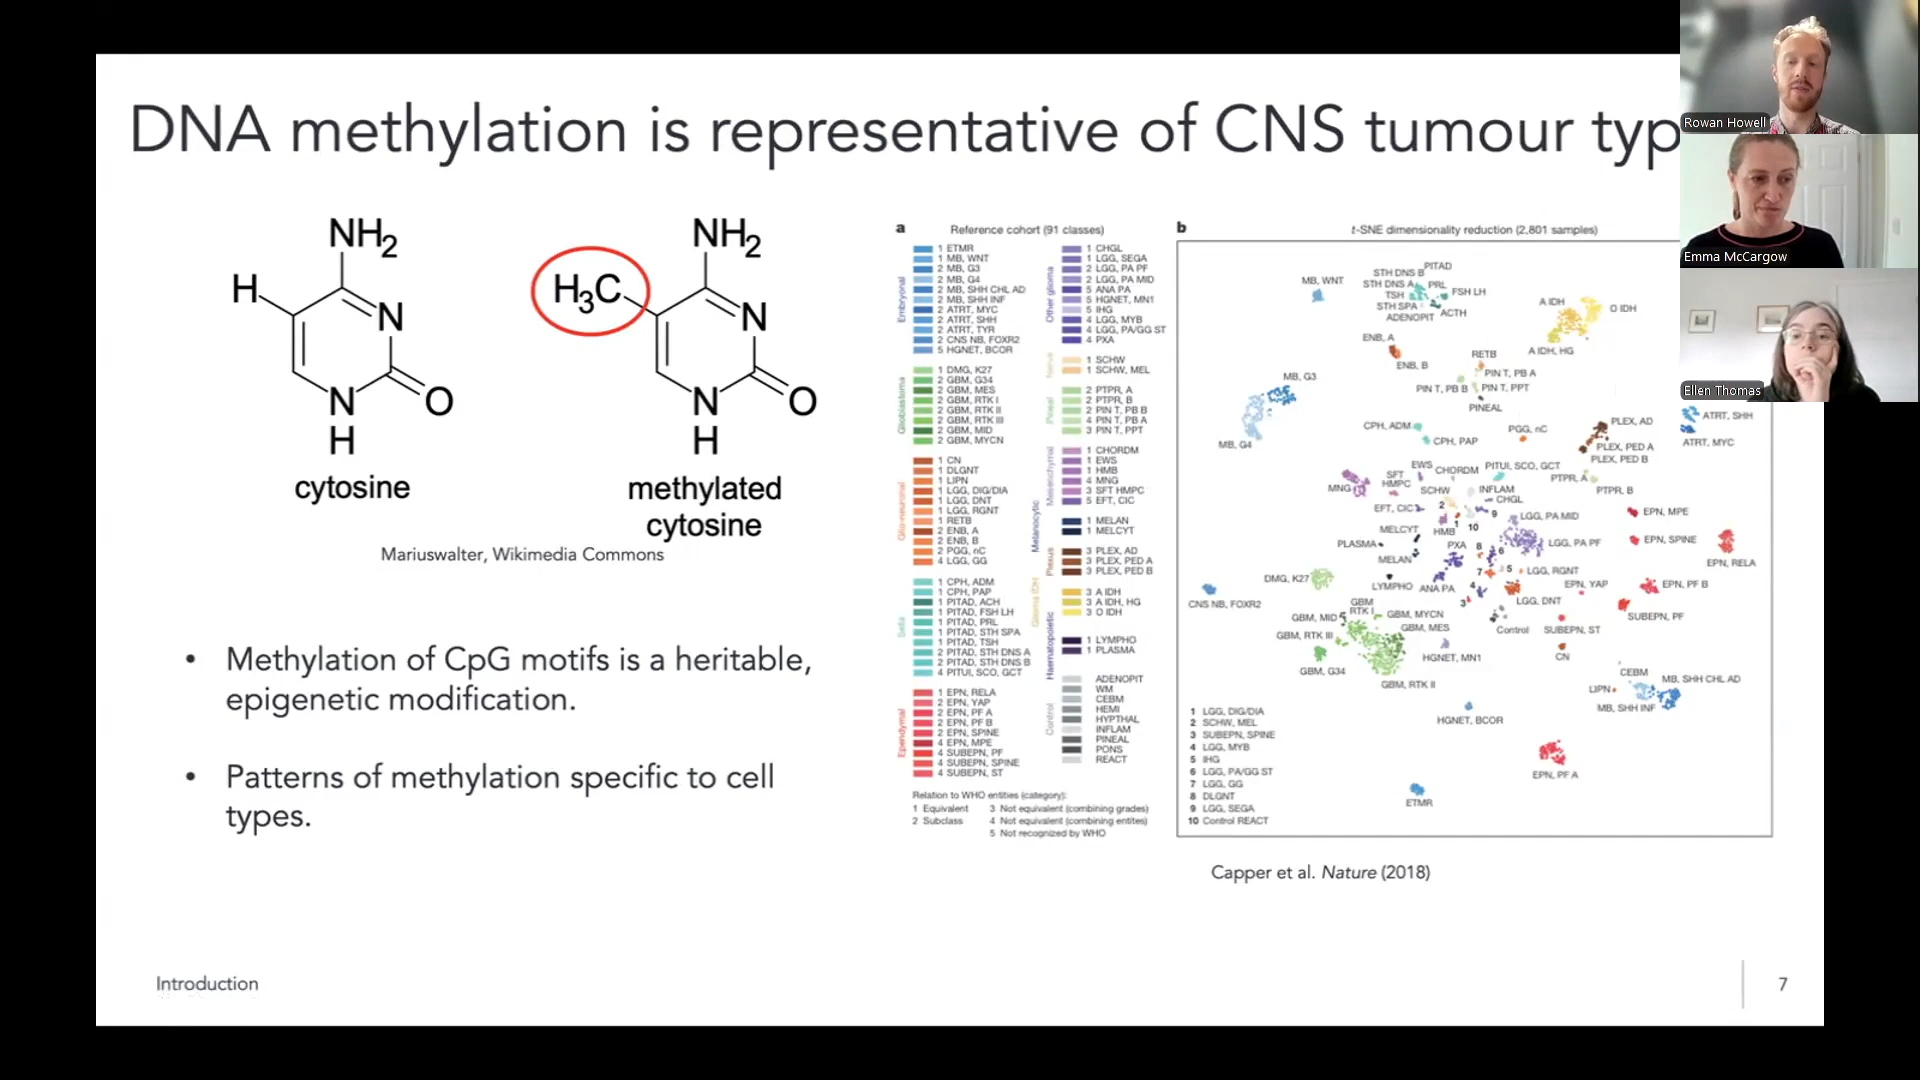 DNA methylation is representative of CNS tumour typ
Rowan Howell
Emma McCargow
Ellen Thomas
NH2
H
N
N
H
O
cytosine
NH2
H3C
N
N
H
O
methylated
cytosine
Mariuswalter, Wikimedia Commons
• Methylation of CpG motifs is a heritable,
epigenetic modification.
• Patterns of methylation specific to cell
types.
a Reference cohort (91 classes)
Embryonal
1 ETMR
1 MB, WNT
2 MB, G3
2 MB, G4
2 MB, SHH CHL AD
2 MB, SHH INF
2 ATRT, MYC
2 ATRT, SHH
2 ATRT, TYR
2 CNS NB, FOXR2
5 HGNET, BCOR
Glioblastoma
1 DMG, K27
2 GBM, G34
2 GBM, MES
2 GBM, RTK I
2 GBM, RTK II
2 GBM, RTK III
2 GBM, MID
2 GBM, MYCN
Glio-neuronal
1 CN
1 DLGNT
1 LIPN
1 LGG, DIG/DIA
1 LGG, DNT
1 LGG, RGNT
1 RETB
2 ENB, A
2 ENB, B
2 PGG, nC
4 LGG, GG
Sella
1 CPH, ADM
1 CPH, PAP
1 PITAD, ACH
1 PITAD, FSH LH
1 PITAD, PRL
1 PITAD, STH SPA
1 PITAD, TSH
2 PITAD, STH DNS A
2 PITAD, STH DNS B
4 PITUI, SCO, GCT
Ependymal
1 EPN, RELA
2 EPN, YAP
2 EPN, PF A
2 EPN, PF B
2 EPN, SPINE
4 EPN, MPE
4 SUBEPN, PF
4 SUBEPN, SPINE
4 SUBEPN, ST
Other glioma
1 CHGL
1 LGG, SEGA
2 LGG, PA PF
2 LGG, PA MID
5 ANA PA
5 HGNET, MN1
5 IHG
4 LGG, MYB
4 LGG, PA/GG ST
4 PXA
Nerve
1 SCHW
1 SCHW, MEL
Pineal
2 PTPR, A
2 PTPR, B
2 PIN T, PB B
4 PIN T, PB A
3 PIN T, PPT
Mesenchymal
1 CHORDM
1 EWS
1 HMB
4 MNG
3 SFT HMPC
5 EFT, CIC
Melanocytic
1 MELAN
1 MELCYT
Plexus
3 PLEX, AD
3 PLEX, PED A
3 PLEX, PED B
Glioma IDH
3 A IDH
3 A IDH, HG
3 O IDH
Haematopoietic
1 LYMPHO
1 PLASMA
Control
ADENOPIT
WM
CEBM
HEMI
HYPTHAL
INFLAM
PINEAL
PONS
REACT
Relation to WHO entities (category):
1 Equivalent
2 Subclass
3 Not equivalent (combining grades)
4 Not equivalent (combining entites)
5 Not recognized by WHO
b t-SNE dimensionality reduction (2,801 samples)
MB, WNT
PITAD
STH DNS B
STH DNS A
PRL
TSH
FSH LH
STH SPA
ACTH
ADENOPIT
A IDH
O IDH
A IDH, HG
ENB, A
ENB, B
RETB
PIN T, PB A
PIN T, PB B
PIN T, PPT
PINEAL
MB, G3
MB, G4
CPH, ADM
CPH, PAP
PGG, nC
PLEX, AD
PLEX, PED A
PLEX, PED B
ATRT, SHH
ATRT, MYC
EWS
CHORDM
PITUI, SCO, GCT
PTPR, A
PTPR, B
SFT
HMPC
MNG
SCHW
INFLAM
CHGL
EFT, CIC
2
9
1
10
LGG, PA MID
EPN, MPE
MELCYT
HMB
PLASMA
PXA
8
6
LGG, PA PF
EPN, SPINE
EPN, RELA
MELAN
7
5
LGG, RGNT
DMG, K27
LYMPHO
ANA PA
4
EPN, YAP
EPN, PF B
CNS NB, FOXR2
3
LGG, DNT
GBM
RTK I
GBM, MID
GBM, MYCN
SUBEPN, PF
GBM, RTK III
GBM, MES
Control
SUBEPN, ST
GBM, G34
HGNET, MN1
CN
GBM, RTK II
CEBM
MB, SHH CHL AD
LIPN
MB, SHH INF
HGNET, BCOR
EPN, PF A
ETMR
1 LGG, DIG/DIA
2 SCHW, MEL
3 SUBEPN, SPINE
4 LGG, MYB
5 IHG
6 LGG, PA/GG ST
7 LGG, GG
8 DLGNT
9 LGG, SEGA
10 Control REACT
Capper et al. Nature (2018)
Introduction
7